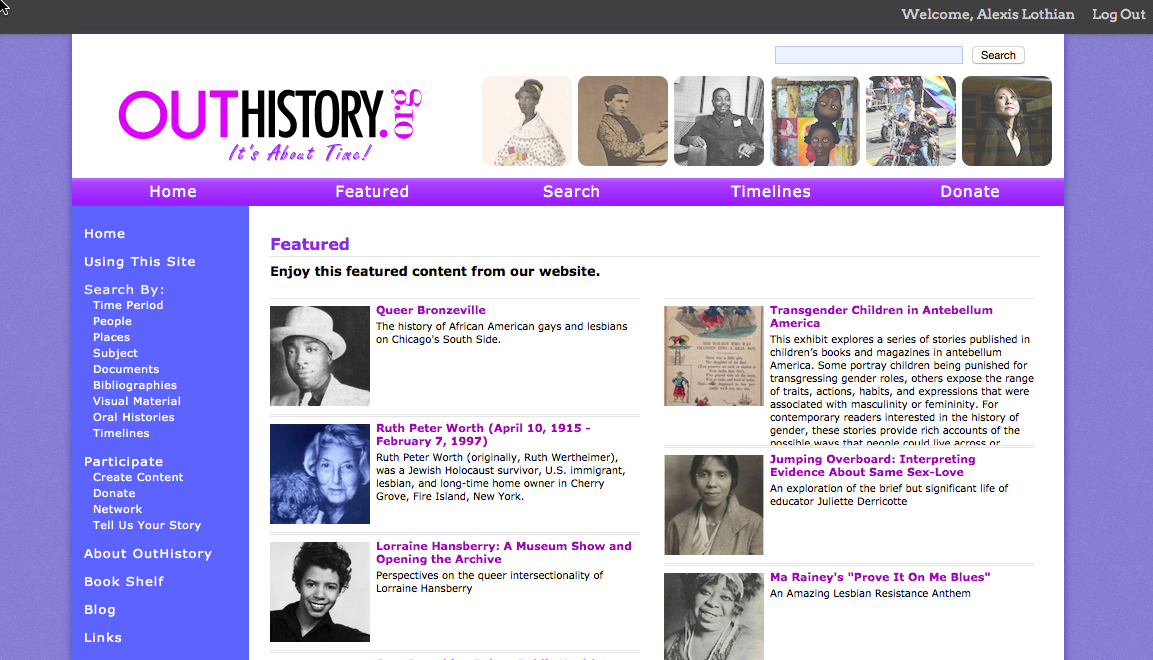 Welcome, Alexis Lothian Log Out
Search
OUTHISTORY.org
It's About Time!
Home Featured Search Timelines Donate
Home
Using This Site
Search By:
Time Period
People
Places
Subject
Documents
Bibliographies
Visual Material
Oral Histories
Timelines
Participate
Create Content
Donate
Network
Tell Us Your Story
About OutHistory
Book Shelf
Blog
Links
Featured
Enjoy this featured content from our website.
Queer Bronzeville
The history of African American gays and lesbians
on Chicago's South Side.
Ruth Peter Worth (April 10, 1915 -
February 7, 1997)
Ruth Peter Worth (originally, Ruth Wertheimer),
was a Jewish Holocaust survivor, U.S. immigrant,
lesbian, and long-time home owner in Cherry
Grove, Fire Island, New York.
Lorraine Hansberry: A Museum Show and
Opening the Archive
Perspectives on the queer intersectionality of
Lorraine Hansberry
Transgender Children in Antebellum
America
This exhibit explores a series of stories published in
children's books and magazines in antebellum
America. Some portray children being punished for
transgressing gender roles, others expose the range
of traits, actions, habits, and expressions that were
associated with masculinity or femininity. For
contemporary readers interested in the history of
gender, these stories provide rich accounts of the
possible ways that people could live across or
Jumping Overboard: Interpreting
Evidence About Same Sex-Love
An exploration of the brief but significant life of
educator Juliette Derricotte
Ma Rainey's "Prove It On Me Blues"
An Amazing Lesbian Resistance Anthem